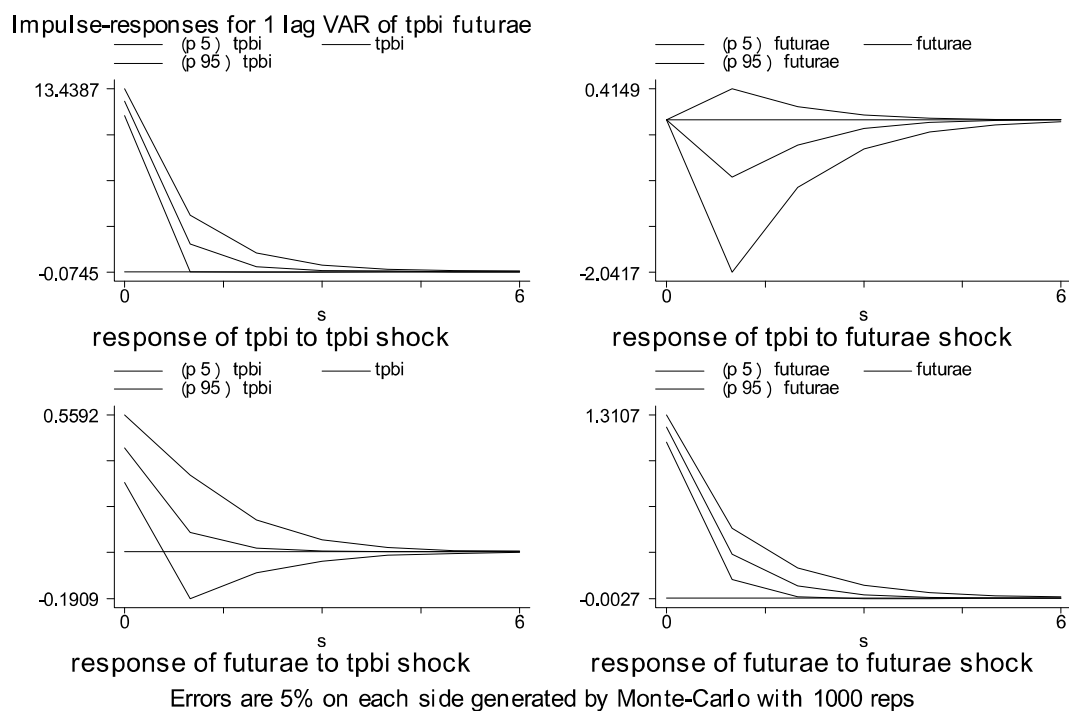 Impulse-responses for 1 lag VAR of tpbi futurae
(p 5) tpbi tpbi
(p 95) tpbi
13.4387
-0.0745
0 6
s
response of tpbi to tpbi shock
(p 5) futurae futurae
(p 95) futurae
0.4149
-2.0417
0 6
s
response of tpbi to futurae shock
(p 5) tpbi tpbi
(p 95) tpbi
0.5592
-0.1909
0 6
s
response of futurae to tpbi shock
(p 5) futurae futurae
(p 95) futurae
1.3107
-0.0027
0 6
s
response of futurae to futurae shock
Errors are 5% on each side generated by Monte-Carlo with 1000 reps